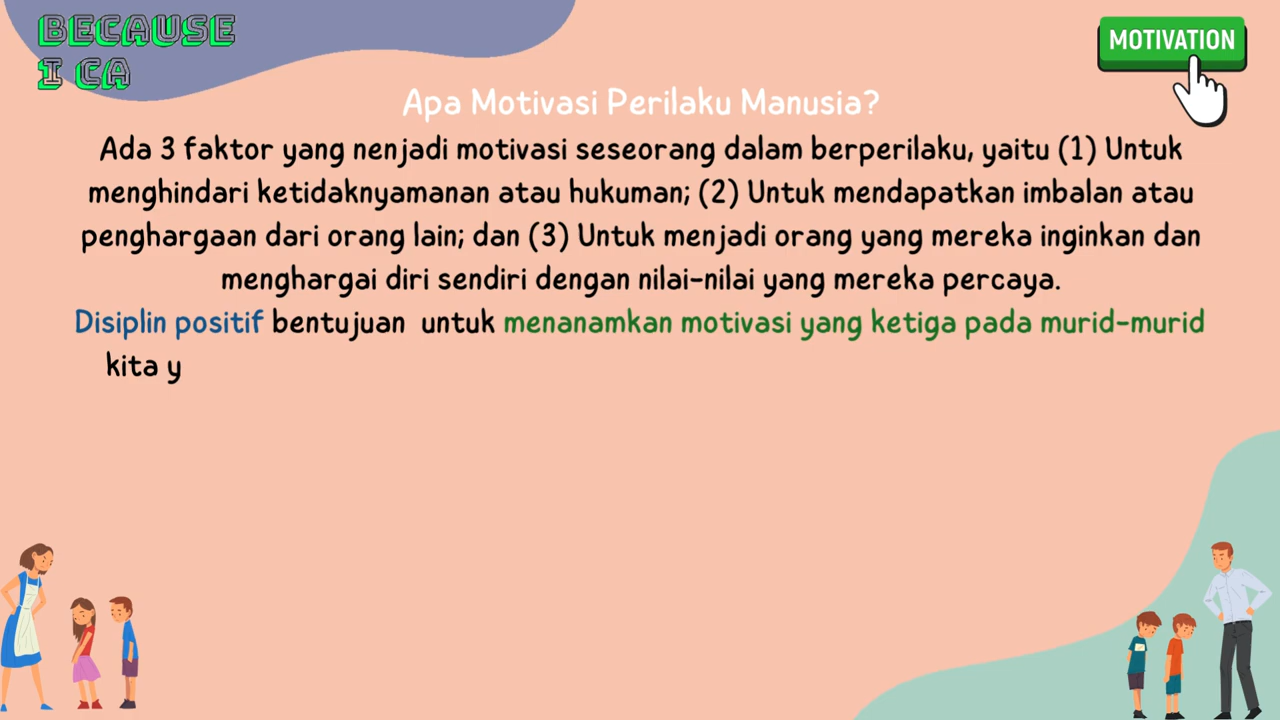 BECAUSE
I CA
MOTIVATION
Apa Motivasi Perilaku Manusia?
Ada 3 faktor yang nenjadi motivasi seseorang dalam berperilaku, yaitu (1) Untuk
menghindari ketidaknyamanan atau hukuman; (2) Untuk mendapatkan imbalan atau
penghargaan dari orang lain; dan (3) Untuk menjadi orang yang mereka inginkan dan
menghargai diri sendiri dengan nilai-nilai yang mereka percaya.
Disiplin positif bentujuan untuk menanamkan motivasi yang ketiga pada murid-murid
kita y